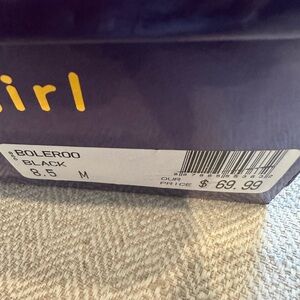 irl
BOLEROO
BLACK
8.5 M
OUR
PRICE $ 69.99